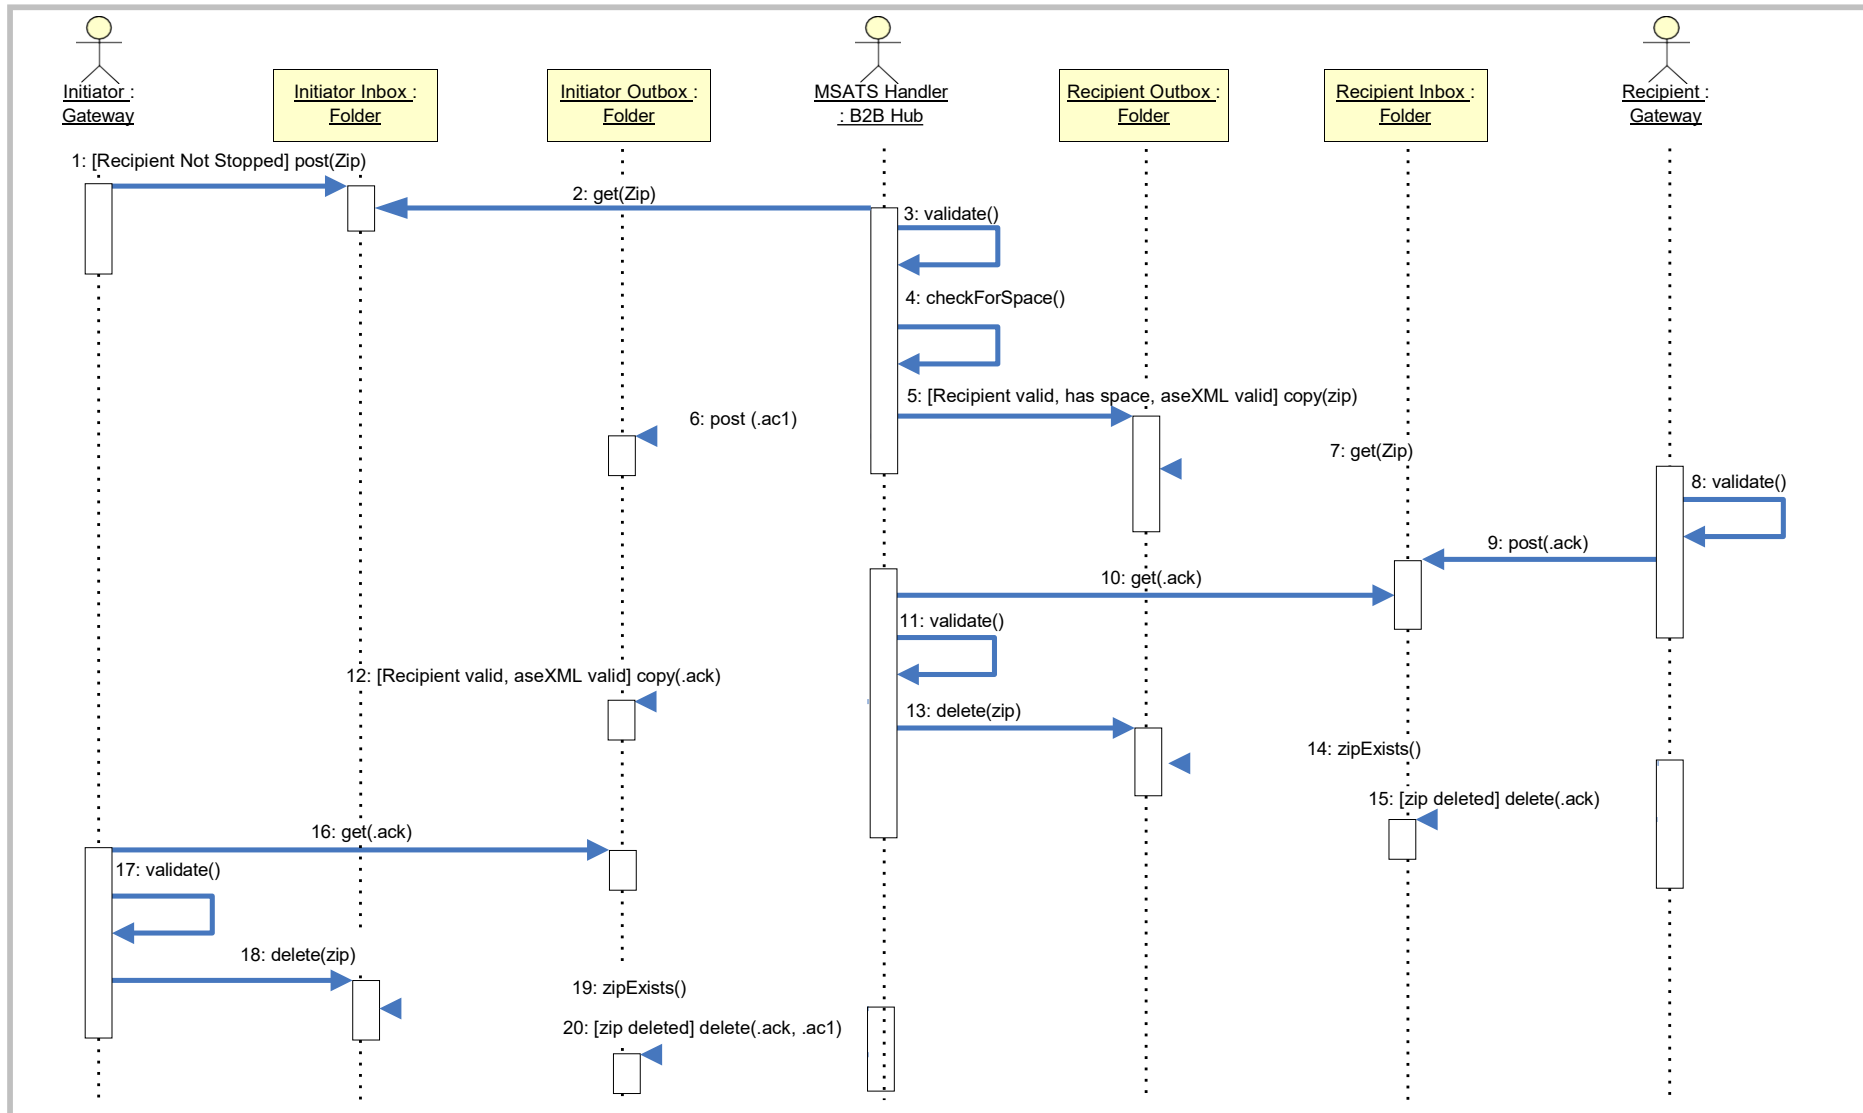 Initiator :
Gateway
Initiator Inbox :
Folder
Initiator Outbox :
Folder
MSATS Handler
: B2B Hub
Recipient Outbox :
Folder
Recipient Inbox :
Folder
Recipient :
Gateway
1: [Recipient Not Stopped] post(Zip)
2: get(Zip)
3: validate()
4: checkForSpace()
5: [Recipient valid, has space, aseXML valid] copy(zip)
6: post (.ac1)
7: get(Zip)
8: validate()
9: post(.ack)
10: get(.ack)
11: validate()
12: [Recipient valid, aseXML valid] copy(.ack)
13: delete(zip)
14: zipExists()
15: [zip deleted] delete(.ack)
16: get(.ack)
17: validate()
18: delete(zip)
19: zipExists()
20: [zip deleted] delete(.ack, .ac1)